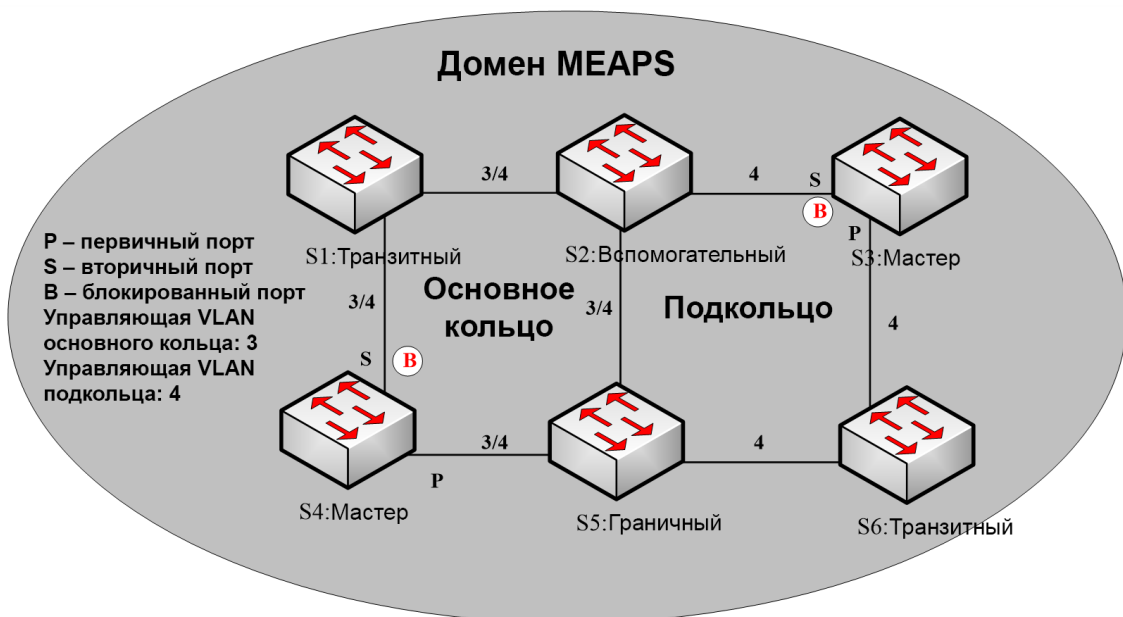 Домен MEAPS
3/4
4
S
B
P
S1:Транзитный
S2:Вспомогательный
S3:Мастер
P – первичный порт
S – вторичный порт
B – блокированный порт
Управляющая VLAN
основного кольца: 3
Управляющая VLAN
подкольца: 4
3/4
Основное
кольцо
3/4
Подкольцо
4
S
B
3/4
P
4
S4:Мастер
S5:Граничный
S6:Транзитный